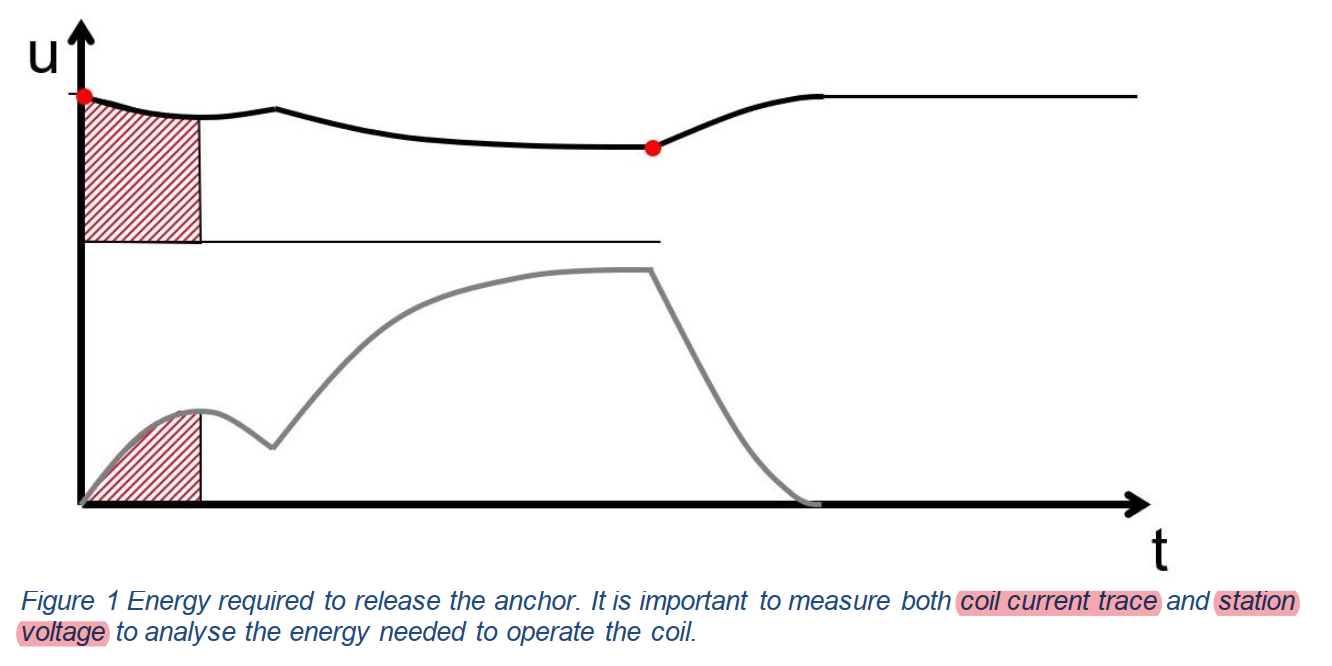 u
t
Figure 1 Energy required to release the anchor. It is important to measure both coil current trace and station
voltage to analyse the energy needed to operate the coil.